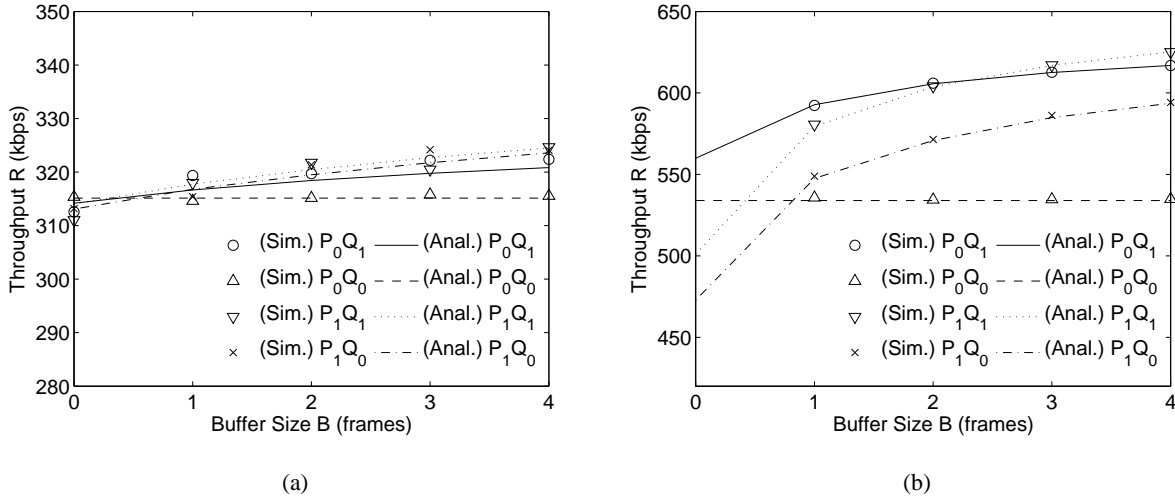 350
340
330
320
310
300
290
280
0
1
2
3
4
Throughput R (kbps)
Buffer Size B (frames)
(Sim.) P0Q1 (Anal.) P0Q1
(Sim.) P0Q0 (Anal.) P0Q0
(Sim.) P1Q1 (Anal.) P1Q1
(Sim.) P1Q0 (Anal.) P1Q0
(a)
650
600
550
500
450
0
1
2
3
4
Throughput R (kbps)
Buffer Size B (frames)
(Sim.) P0Q1 (Anal.) P0Q1
(Sim.) P0Q0 (Anal.) P0Q0
(Sim.) P1Q1 (Anal.) P1Q1
(Sim.) P1Q0 (Anal.) P1Q0
(b)